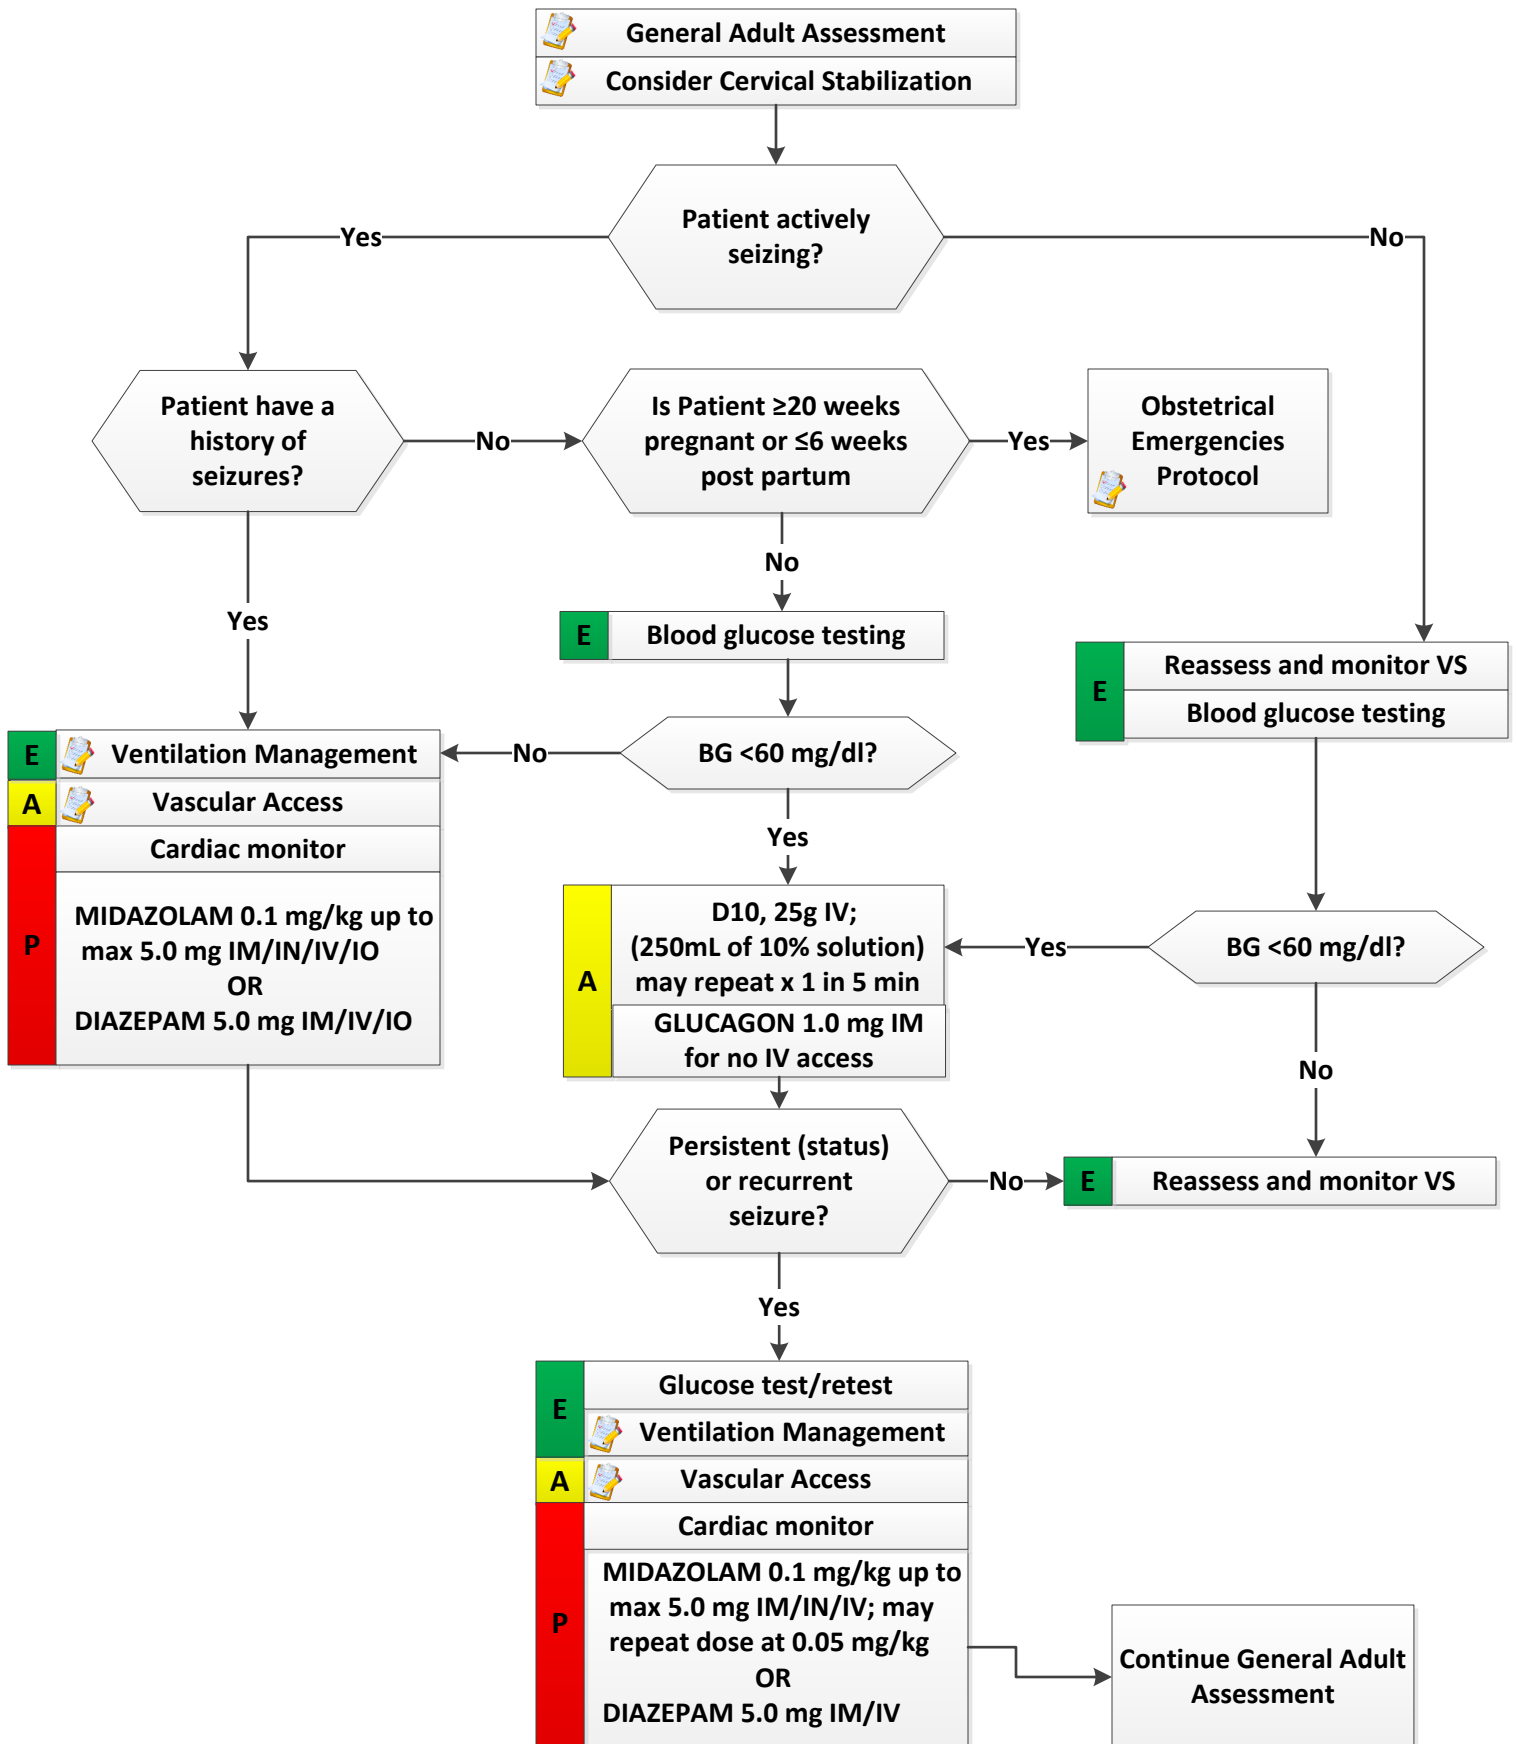 General Adult Assessment
Consider Cervical Stabilization
Patient actively
seizing?
Yes
No
Patient have a
history of
seizures?
No
Is Patient ≥20 weeks
pregnant or ≤6 weeks
post partum
Yes
Obstetrical
Emergencies
Protocol
No
Yes
E
Blood glucose testing
E
Reassess and monitor VS
Blood glucose testing
E
Ventilation Management
A
Vascular Access
P
Cardiac monitor
MIDAZOLAM 0.1 mg/kg up to
max 5.0 mg IM/IN/IV/IO
OR
DIAZEPAM 5.0 mg IM/IV/IO
No
BG <60 mg/dl?
Yes
A
D10, 25g IV;
(250mL of 10% solution)
may repeat x 1 in 5 min
GLUCAGON 1.0 mg IM
for no IV access
Yes
BG <60 mg/dl?
No
Persistent (status)
or recurrent
seizure?
No
E
Reassess and monitor VS
Yes
E
Glucose test/retest
Ventilation Management
A
Vascular Access
P
Cardiac monitor
MIDAZOLAM 0.1 mg/kg up to
max 5.0 mg IM/IN/IV; may
repeat dose at 0.05 mg/kg
OR
DIAZEPAM 5.0 mg IM/IV
Continue General Adult
Assessment